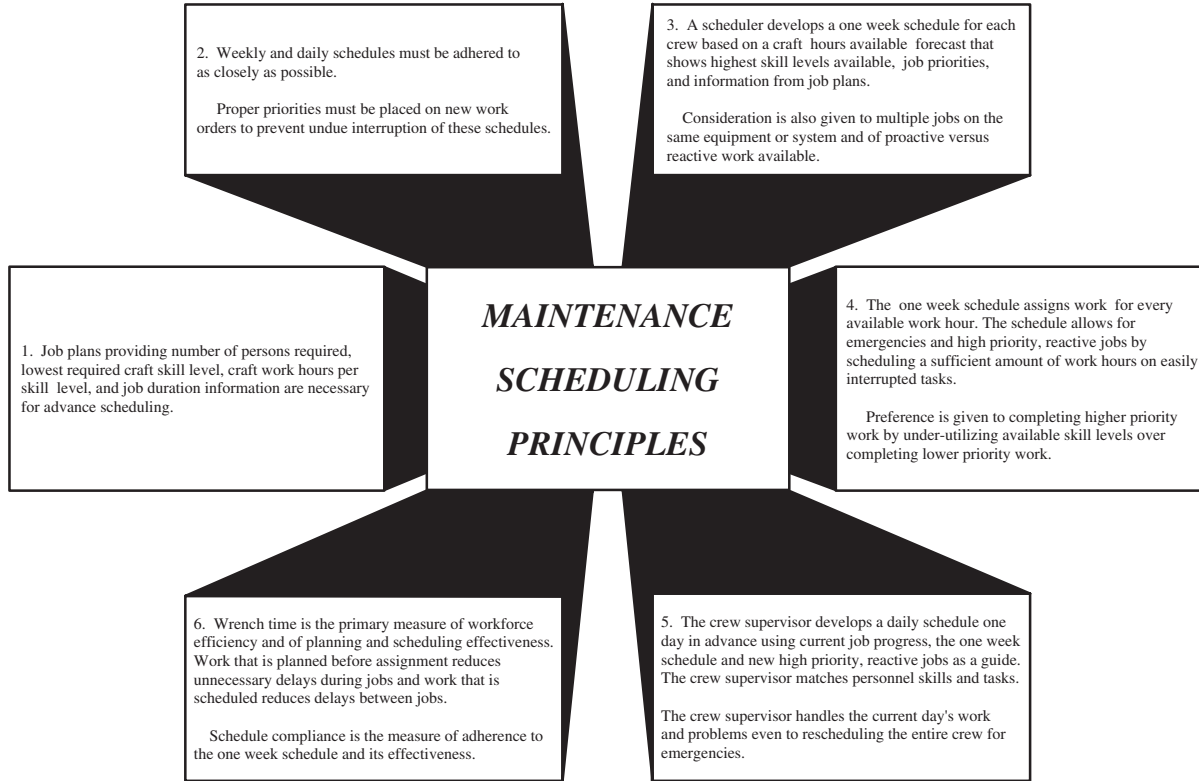 MAINTENANCE
SCHEDULING
PRINCIPLES
1. Job plans providing number of persons required,
lowest required craft skill level, craft work hours per
skill level, and job duration information are necessary
for advance scheduling.
2. Weekly and daily schedules must be adhered to
as closely as possible.
Proper priorities must be placed on new work
orders to prevent undue interruption of these schedules.
3. A scheduler develops a one week schedule for each
crew based on a craft hours available forecast that
shows highest skill levels available, job priorities,
and information from job plans.
Consideration is also given to multiple jobs on the
same equipment or system and of proactive versus
reactive work available.
4. The one week schedule assigns work for every
available work hour. The schedule allows for
emergencies and high priority, reactive jobs by
scheduling a sufficient amount of work hours on easily
interrupted tasks.
Preference is given to completing higher priority
work by under-utilizing available skill levels over
completing lower priority work.
5. The crew supervisor develops a daily schedule one
day in advance using current job progress, the one week
schedule and new high priority, reactive jobs as a guide.
The crew supervisor matches personnel skills and tasks.
The crew supervisor handles the current day's work
and problems even to rescheduling the entire crew for
emergencies.
6. Wrench time is the primary measure of workforce
efficiency and of planning and scheduling effectiveness.
Work that is planned before assignment reduces
unnecessary delays during jobs and work that is
scheduled reduces delays between jobs.
Schedule compliance is the measure of adherence to
the one week schedule and its effectiveness.